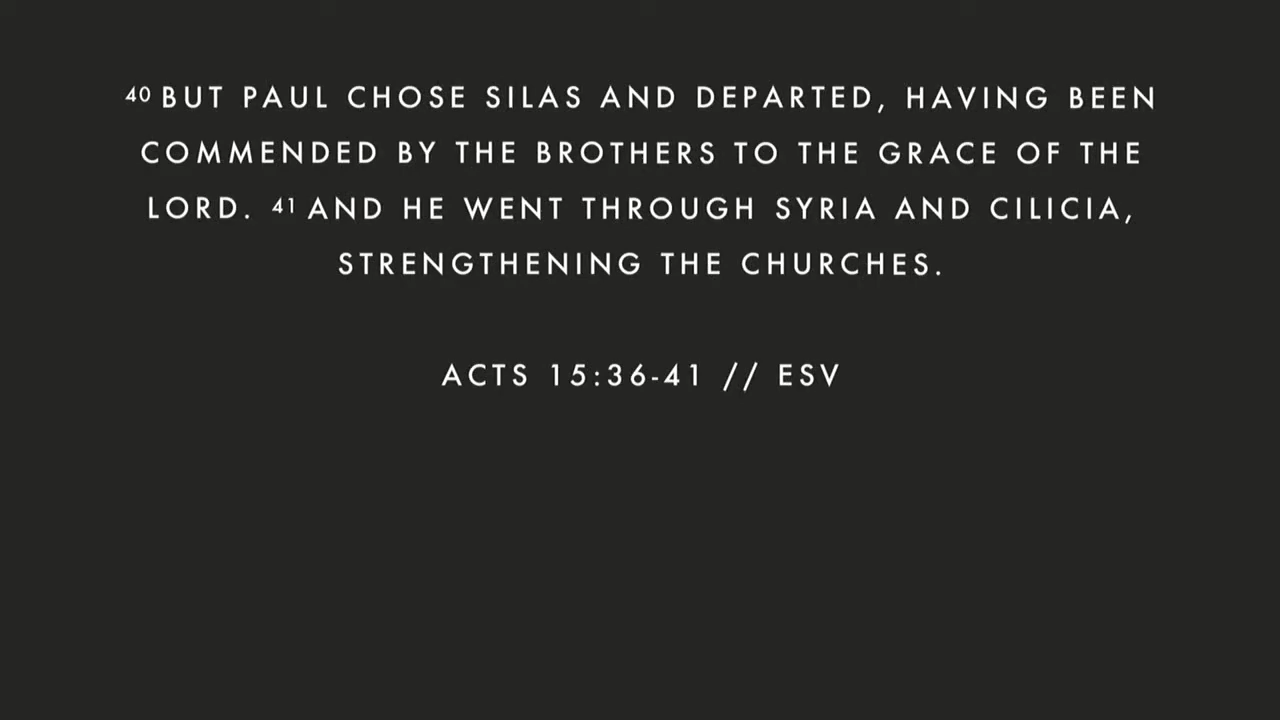 40 BUT PAUL CHOSE SILAS AND DEPARTED, HAVING BEEN
COMMENDED BY THE BROTHERS TO THE GRACE OF THE
LORD. 41 AND HE WENT THROUGH SYRIA AND CILICIA,
STRENGTHENING THE CHURCHES.
ACTS 15:36-41 // ESV